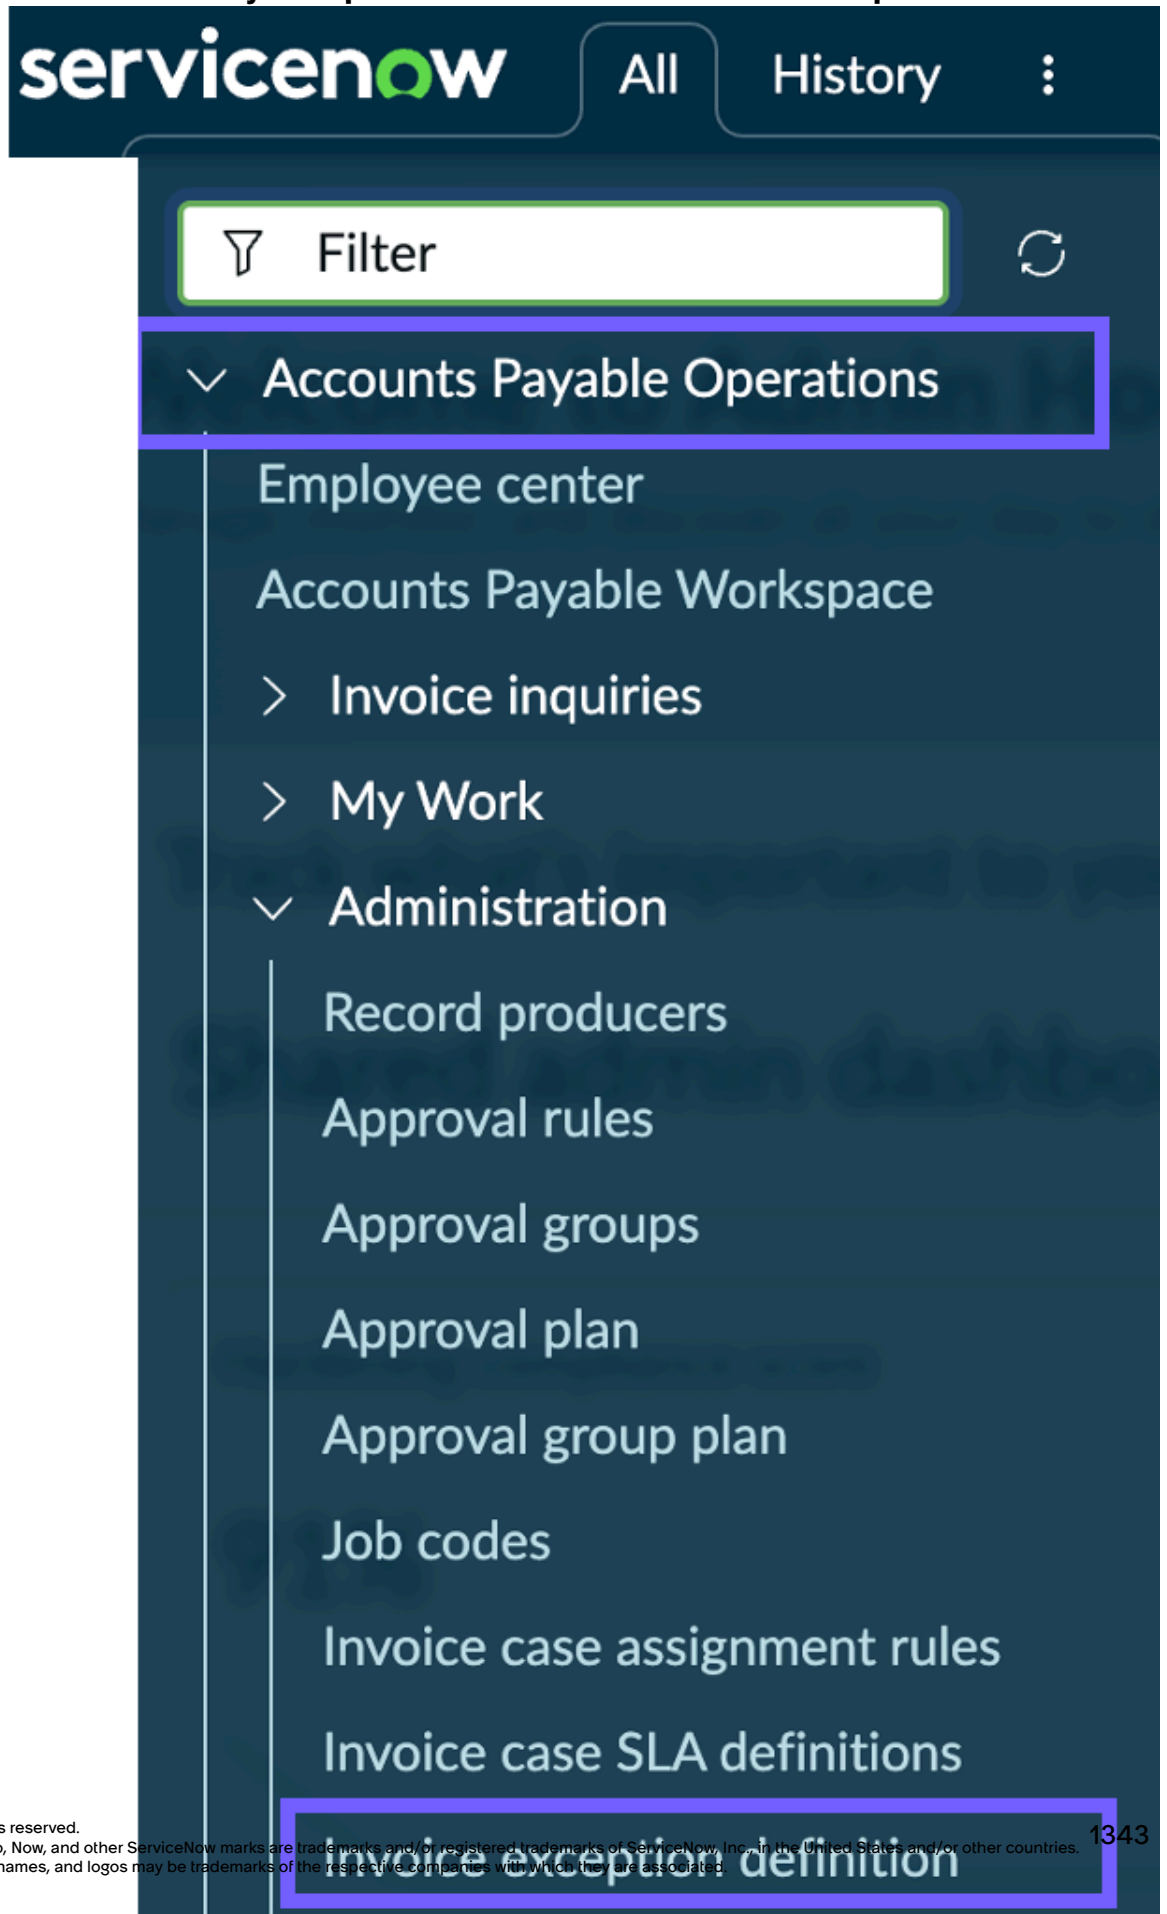 servicenow All History
Filter
Accounts Payable Operations
Employee center
Accounts Payable Workspace
Invoice inquiries
My Work
Administration
Record producers
Approval rules
Approval groups
Approval plan
Approval group plan
Job codes
Invoice case assignment rules
Invoice case SLA definitions
Invoice exception definition
s reserved.
, Now, and other ServiceNow marks are trademarks and/or registered trademarks of ServiceNow, Inc., in the United States and/or other countries.
names, and logos may be trademarks of the respective companies with which they are associated.
1343